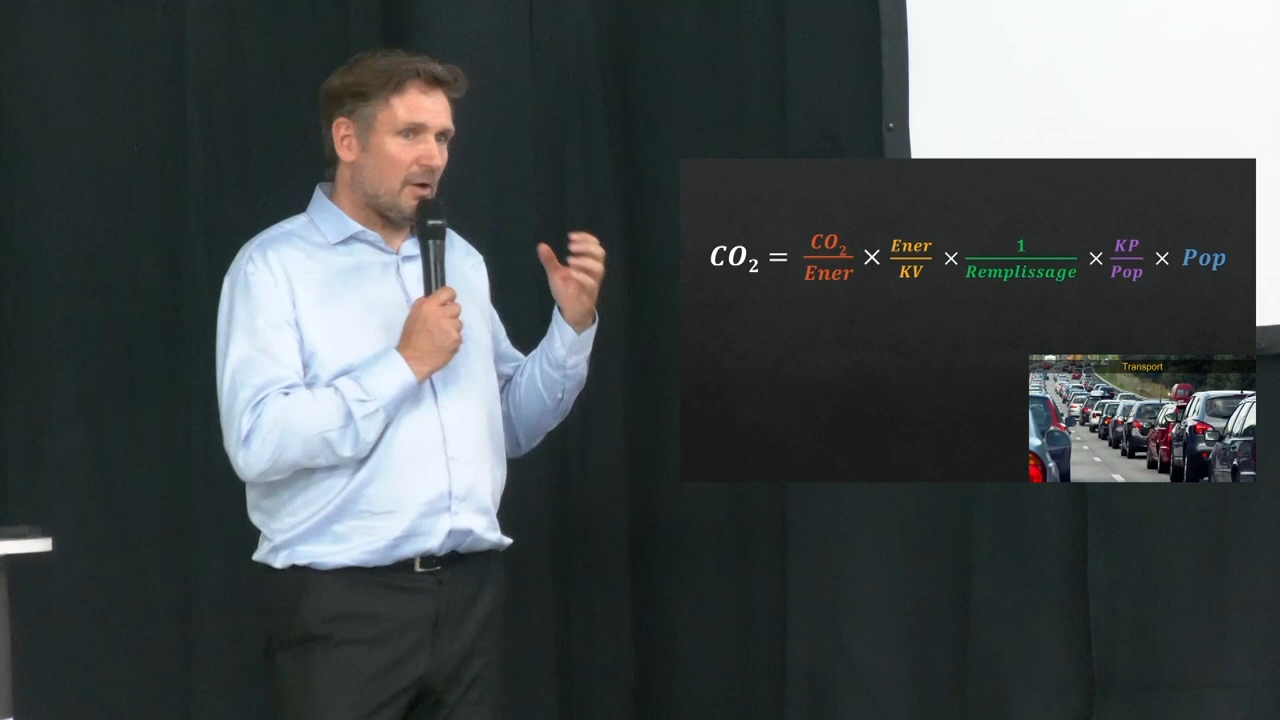 CO₂ = CO₂/Ener × Ener/KV × 1/Remplissage × KP/Pop × Pop
Transport